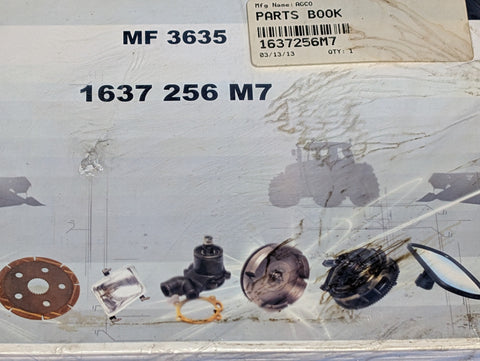 Mfg Name: AGCO
PARTS BOOK
1637256M7
03/13/13 QTY: 1
MF 3635
1637 256 M7